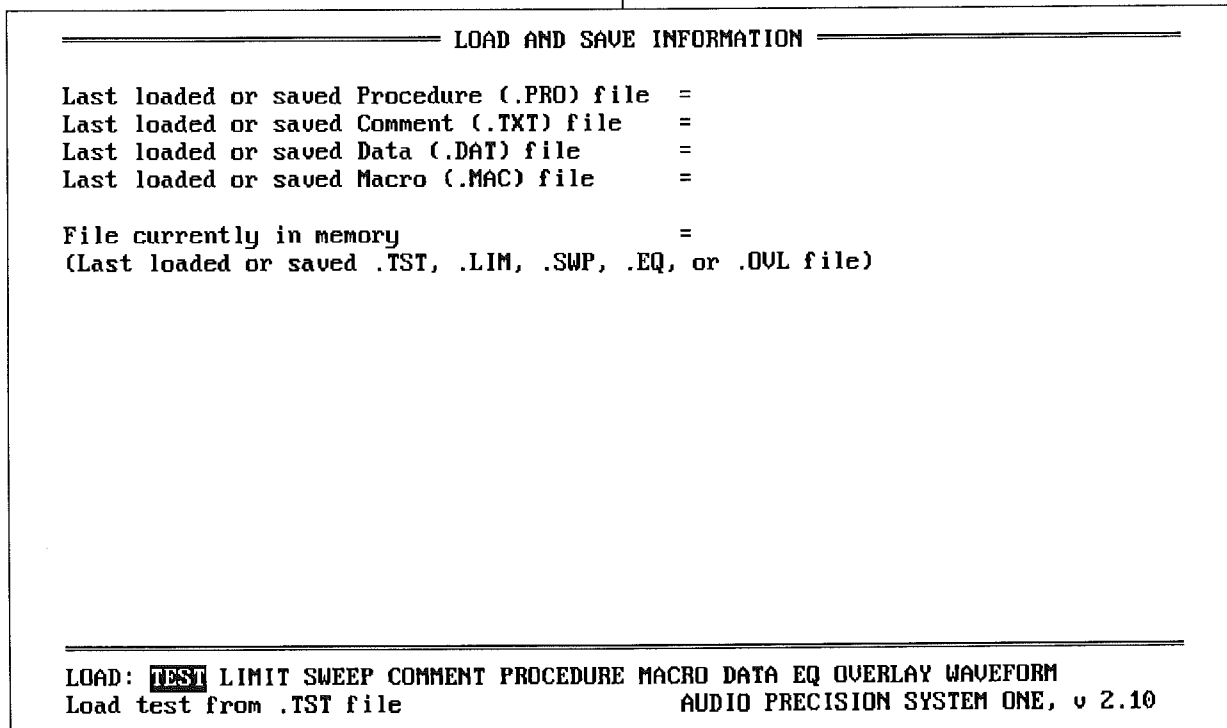 LOAD AND SAVE INFORMATION
Last loaded or saved Procedure (.PRO) file =
Last loaded or saved Comment (.TXT) file =
Last loaded or saved Data (.DAT) file =
Last loaded or saved Macro (.MAC) file =
File currently in memory =
(Last loaded or saved .TST, .LIM, .SWP, .EQ, or .OVL file)
LOAD: TEST LIMIT SWEEP COMMENT PROCEDURE MACRO DATA EQ OVERLAY WAVEFORM
Load test from .TST file AUDIO PRECISION SYSTEM ONE, v 2.10